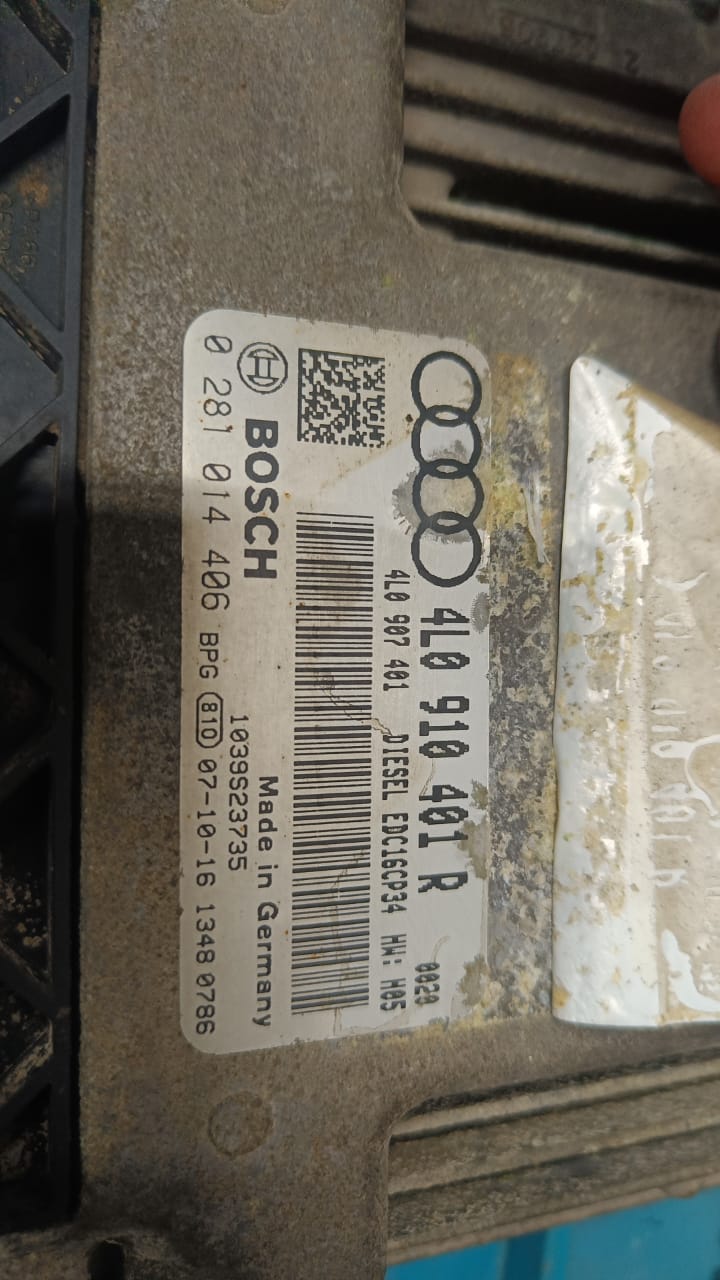 4L0 910 401 R 0020
4L0 907 401 DIESEL EDC16CP34 HW: H05
BOSCH
Made in Germany
1039S23735
0 281 014 406 BPG 81D 07-10-16 1348 0786